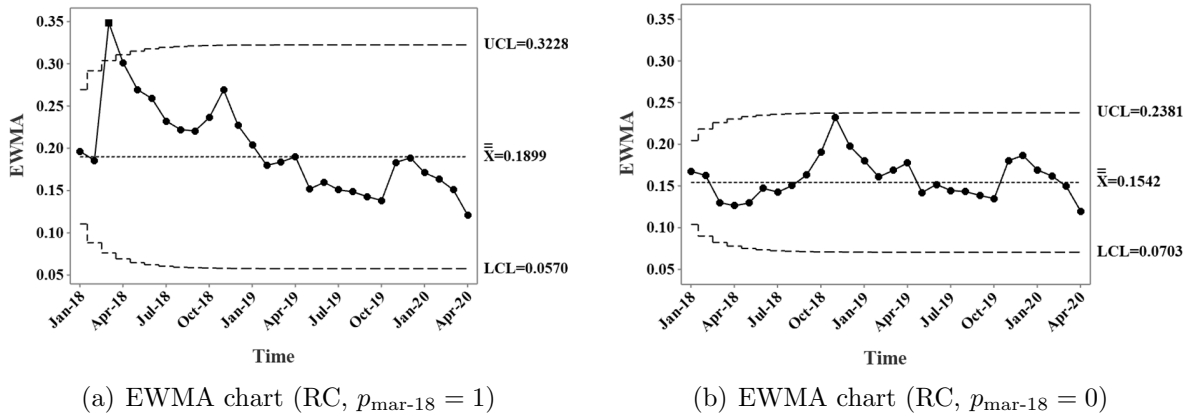 0.35
0.30
0.25
0.20
0.15
0.10
0.05
EWMA
UCL=0.3228
X̿=0.1899
LCL=0.0570
Jan-18
Apr-18
Jul-18
Oct-18
Jan-19
Apr-19
Jul-19
Oct-19
Jan-20
Apr-20
Time
(a) EWMA chart (RC, p_mar-18 = 1)
0.35
0.30
0.25
0.20
0.15
0.10
0.05
EWMA
UCL=0.2381
X̿=0.1542
LCL=0.0703
Jan-18
Apr-18
Jul-18
Oct-18
Jan-19
Apr-19
Jul-19
Oct-19
Jan-20
Apr-20
Time
(b) EWMA chart (RC, p_mar-18 = 0)